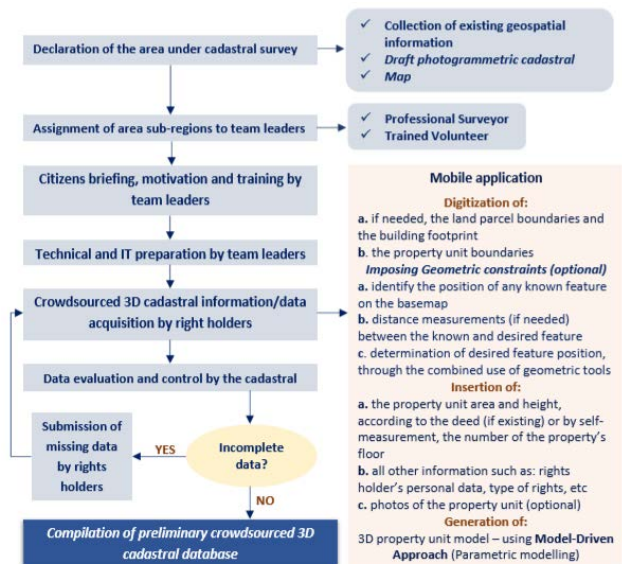 Declaration of the area under cadastral survey
✓ Collection of existing geospatial
information
✓ Draft photogrammetric cadastral
✓ Map
Assignment of area sub-regions to team leaders
✓ Professional Surveyor
✓ Trained Volunteer
Citizens briefing, motivation and training by
team leaders
Technical and IT preparation by team leaders
Crowdsourced 3D cadastral information/data
acquisition by right holders
Data evaluation and control by the cadastral
Submission of
missing data
by rights
holders
YES
Incomplete
data?
NO
Compilation of preliminary crowdsourced 3D
cadastral database
Mobile application
Digitization of:
a. if needed, the land parcel boundaries and
the building footprint
b. the property unit boundaries
Imposing Geometric constraints (optional)
a. identify the position of any known feature
on the basemap
b. distance measurements (if needed)
between the known and desired feature
c. determination of desired feature position,
through the combined use of geometric tools
Insertion of:
a. the property unit area and height,
according to the deed (if existing) or by self-
measurement, the number of the property's
floor
b. all other information such as: rights
holder's personal data, type of rights, etc
c. photos of the property unit (optional)
Generation of:
3D property unit model – using Model-Driven
Approach (Parametric modelling)